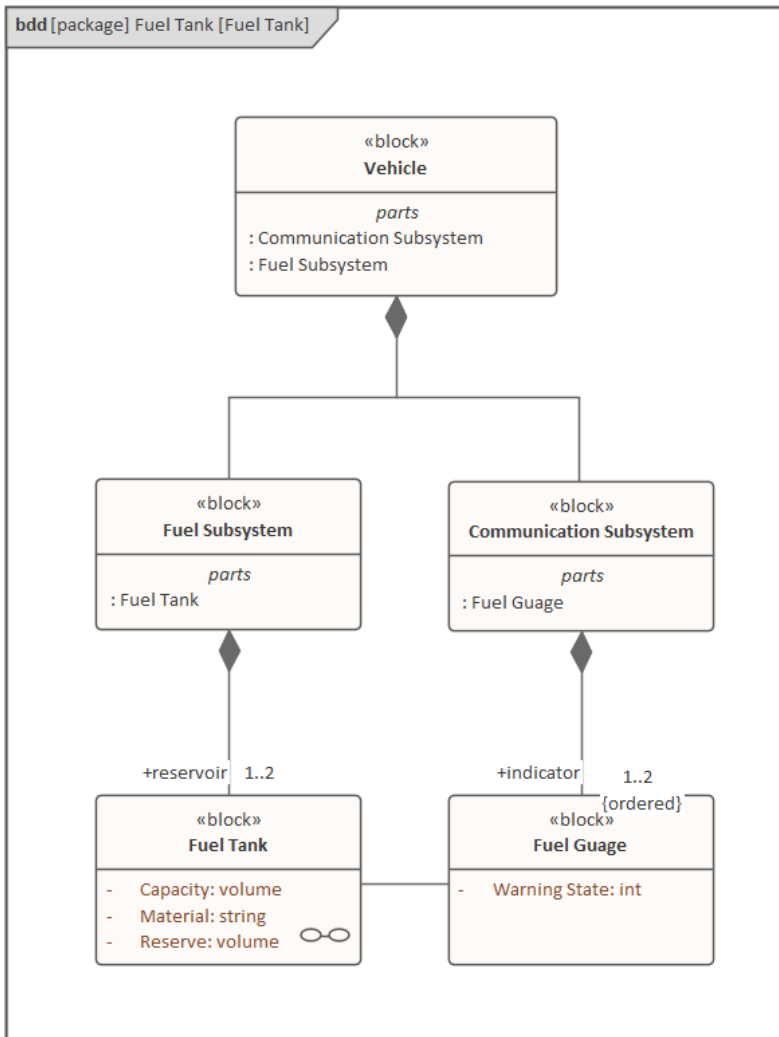 bdd [package] Fuel Tank [Fuel Tank]
«block»
Vehicle
parts
: Communication Subsystem
: Fuel Subsystem
«block»
Fuel Subsystem
parts
: Fuel Tank
«block»
Communication Subsystem
parts
: Fuel Guage
+reservoir 1..2
+indicator 1..2
{ordered}
«block»
Fuel Tank
- Capacity: volume
- Material: string
- Reserve: volume
«block»
Fuel Guage
- Warning State: int